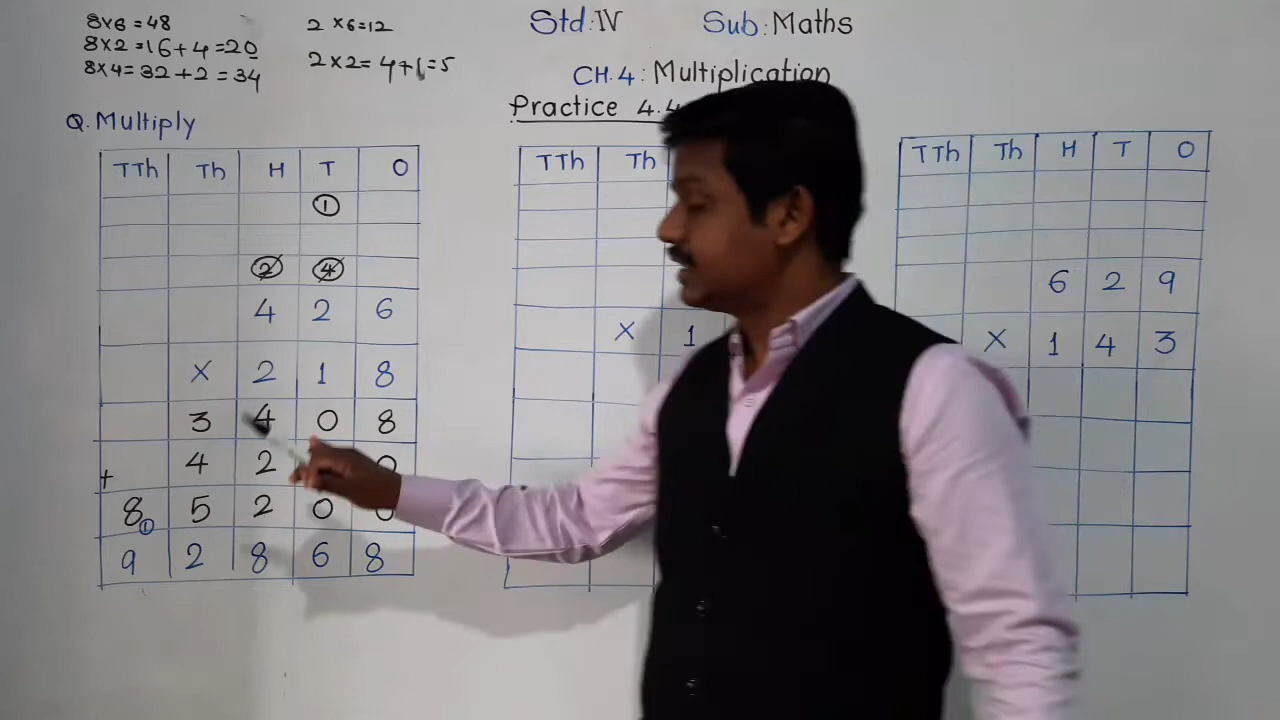 8×6=48
8×2=16+4=20
8×4=32+2=34
2×6=12
2×2=4+1=5
Std: IV Sub: Maths
CH.4: Multiplication
Practice 4.4
Q. Multiply
TTh Th H T O
1
2 4
4 2 6
× 2 1 8
3 4 0 8
+ 4 2 0
8 5 2 0 0
1
9 2 8 6 8
TTh Th
× 1
TTh Th H T O
6 2 9
× 1 4 3